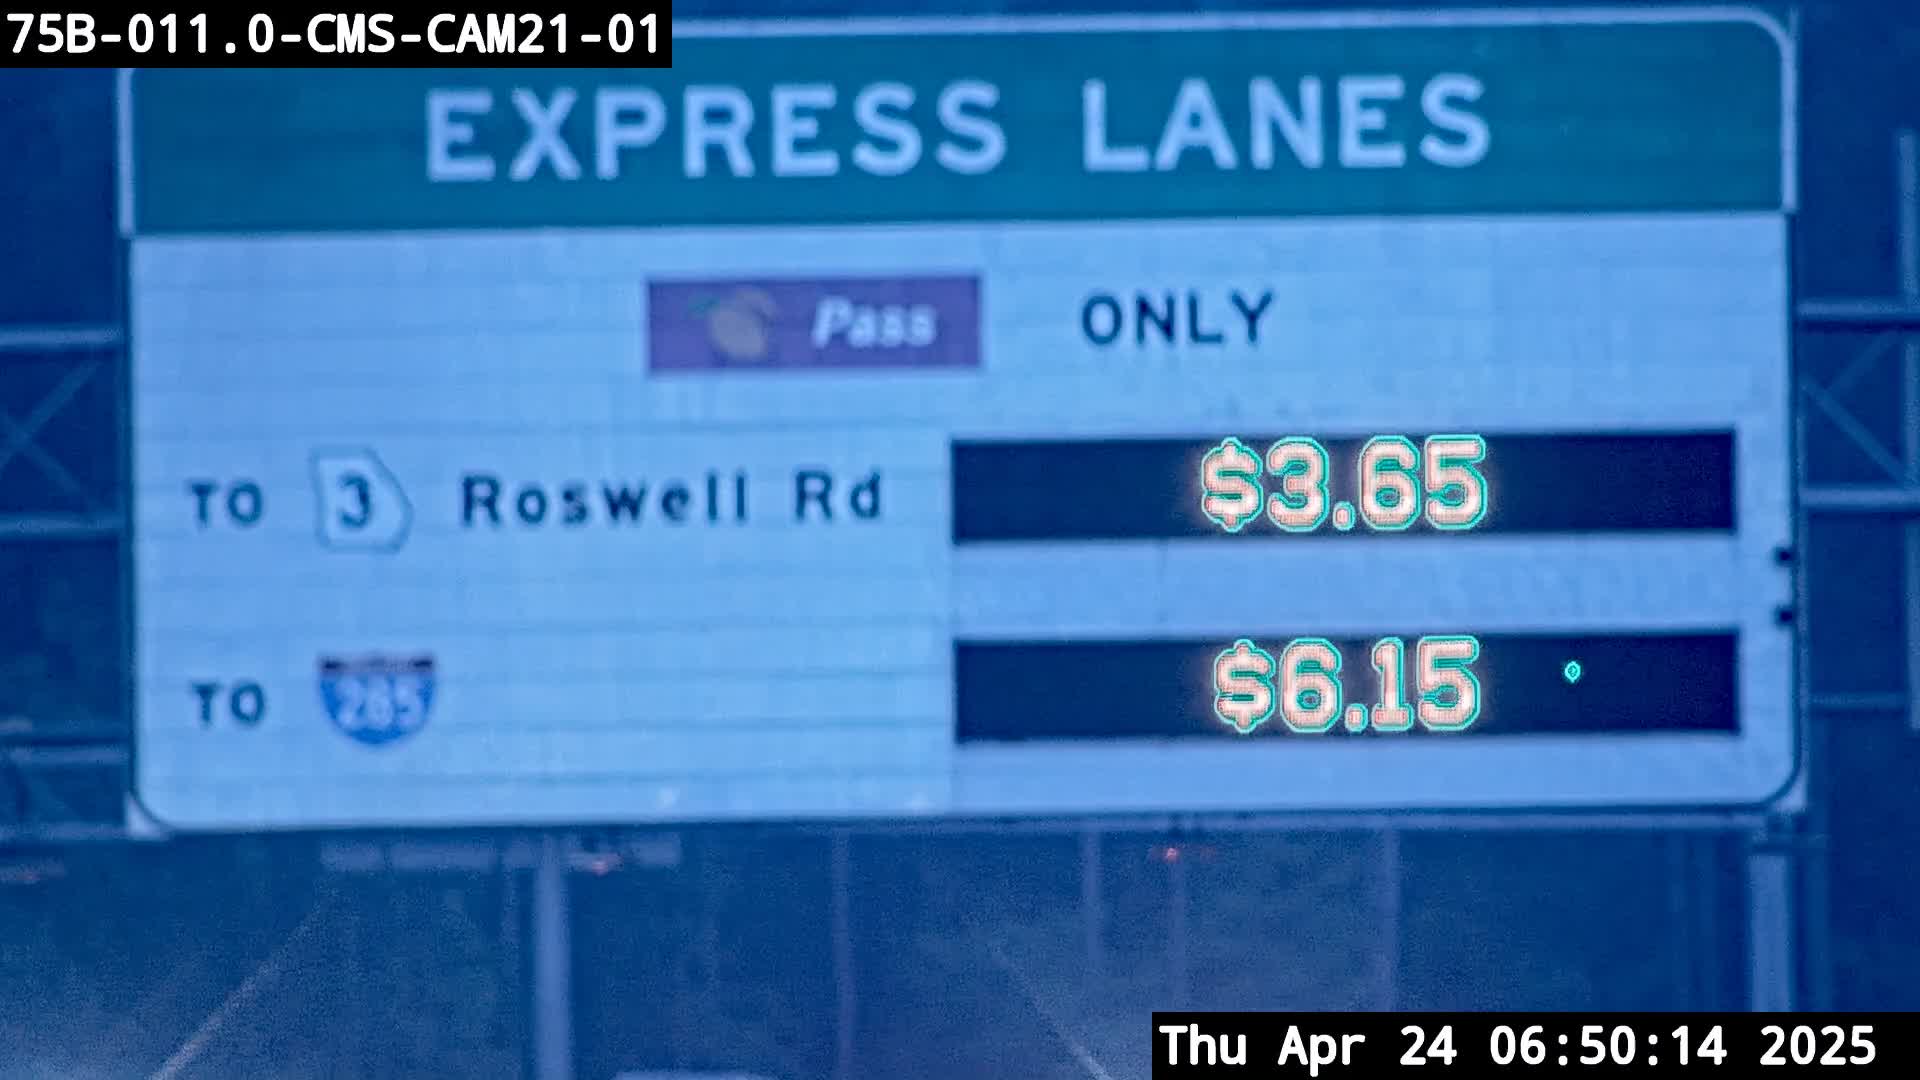 75B-011.0-CMS-CAM21-01
EXPRESS LANES
Pass ONLY
TO 3 Roswell Rd $3.65
TO 285 $6.15
Thu Apr 24 06:50:14 2025